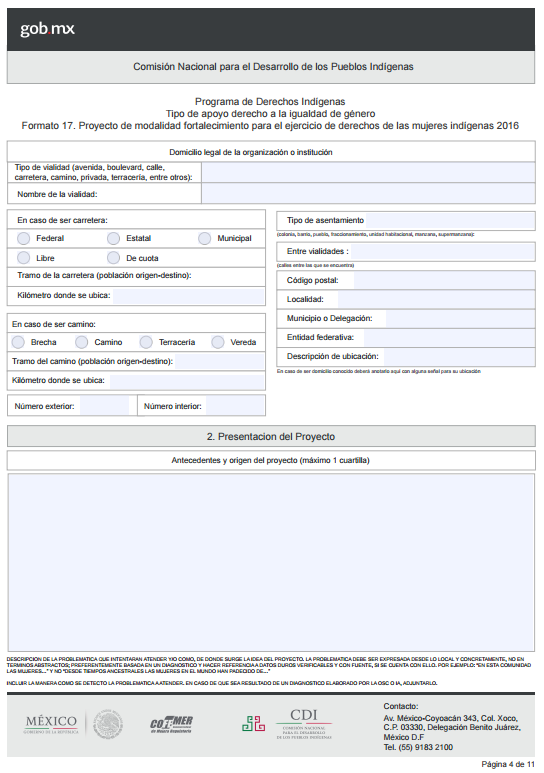 gob.mx
Comisión Nacional para el Desarrollo de los Pueblos Indígenas
Programa de Derechos Indígenas
Tipo de apoyo derecho a la igualdad de género
Formato 17. Proyecto de modalidad fortalecimiento para el ejercicio de derechos de las mujeres indígenas 2016
Domicilio legal de la organización o institución
Tipo de vialidad (avenida, boulevard, calle,
carretera, camino, privada, terracería, entre otros):
Nombre de la vialidad:
En caso de ser carretera:
Federal Estatal Municipal
Libre De cuota
Tramo de la carretera (población origen-destino):
Kilómetro donde se ubica:
En caso de ser camino:
Brecha Camino Terracería Vereda
Tramo del camino (población origen-destino):
Kilómetro donde se ubica:
Número exterior: Número interior:
Tipo de asentamiento
(colonia, barrio, pueblo, fraccionamiento, unidad habitacional, manzana, supermanzana):
Entre vialidades :
(calles entre las que se encuentra)
Código postal:
Localidad:
Municipio o Delegación:
Entidad federativa:
Descripción de ubicación:
En caso de ser domicilio conocido deberá anotarlo aquí con alguna señal para su ubicación
2. Presentacion del Proyecto
Antecedentes y origen del proyecto (máximo 1 cuartilla)
DESCRIPCION DE LA PROBLEMATICA QUE INTENTARAN ATENDER Y/O COMO, DE DONDE SURGE LA IDEA DEL PROYECTO. LA PROBLEMATICA DEBE SER EXPRESADA DESDE LO LOCAL Y CONCRETAMENTE, NO EN
TERMINOS ABSTRACTOS; PREFERENTEMENTE BASADA EN UN DIAGNOSTICO Y HACER REFERENCIA A DATOS DUROS VERIFICABLES Y CON FUENTE, SI SE CUENTA CON ELLO. POR EJEMPLO: "EN ESTA COMUNIDAD
LAS MUJERES..." Y NO "DESDE TIEMPOS ANCESTRALES LAS MUJERES EN EL MUNDO HAN PADECIDO DE..."
INCLUIR LA MANERA COMO SE DETECTO LA PROBLEMATICA A ATENDER, EN CASO DE QUE SEA RESULTADO DE UN DIAGNOSTICO ELABORADO POR LA OSC O IA, ADJUNTARLO.
MÉXICO
GOBIERNO DE LA REPÚBLICA
COFEMER
de Mejora Regulatoria
CDI
COMISIÓN NACIONAL
PARA EL DESARROLLO
DE LOS PUEBLOS INDÍGENAS
Contacto:
Av. México-Coyoacán 343, Col. Xoco,
C.P. 03330, Delegación Benito Juárez,
México D.F
Tel. (55) 9183 2100
Página 4 de 11